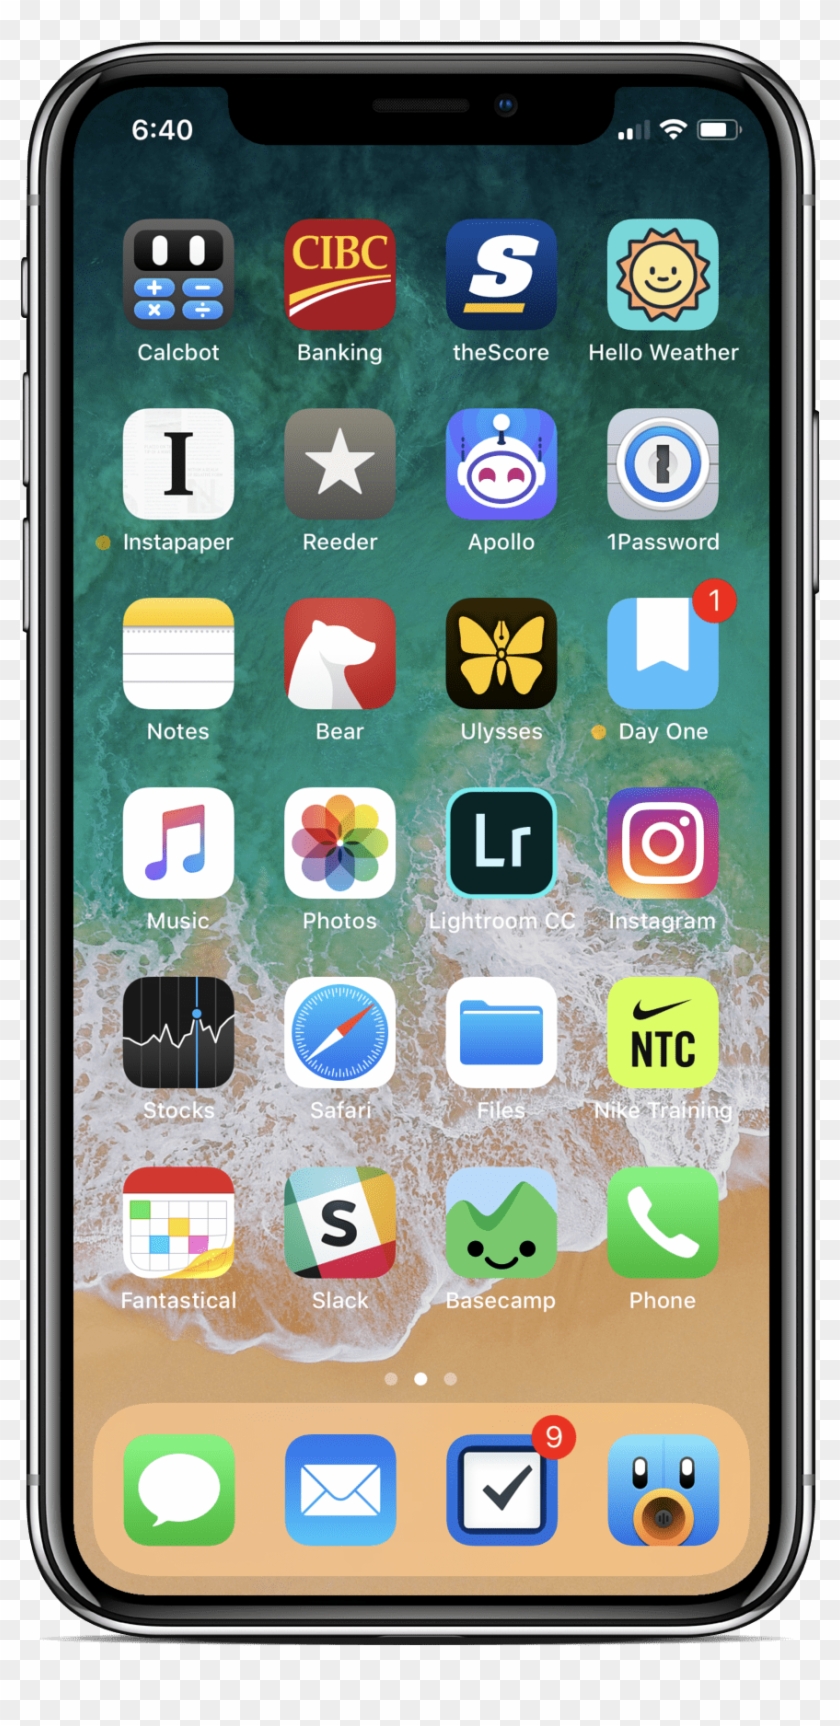 6:40
CIBC
S
Calcbot Banking theScore Hello Weather
I
1
Instapaper Reeder Apollo 1Password
1
Notes Bear Ulysses Day One
Lr
Music Photos Lightroom CC Instagram
NTC
Stocks Safari Files Nike Training
S
Fantastical Slack Basecamp Phone
9